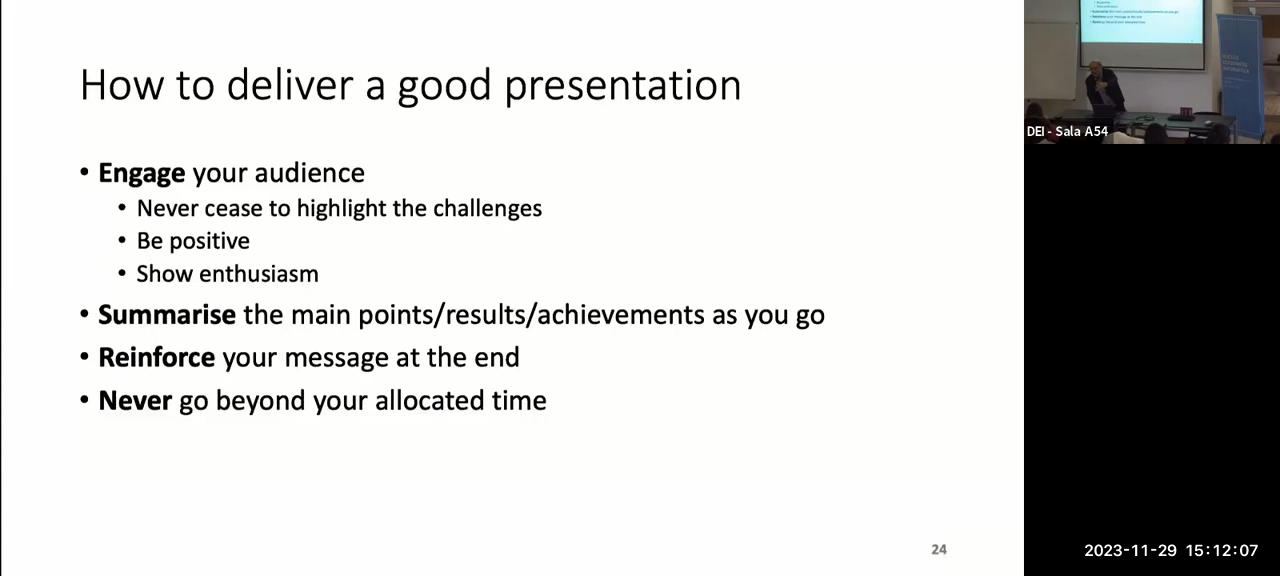 How to deliver a good presentation
• Engage your audience
• Never cease to highlight the challenges
• Be positive
• Show enthusiasm
• Summarise the main points/results/achievements as you go
• Reinforce your message at the end
• Never go beyond your allocated time
24
DEI - Sala A54
2023-11-29 15:12:07